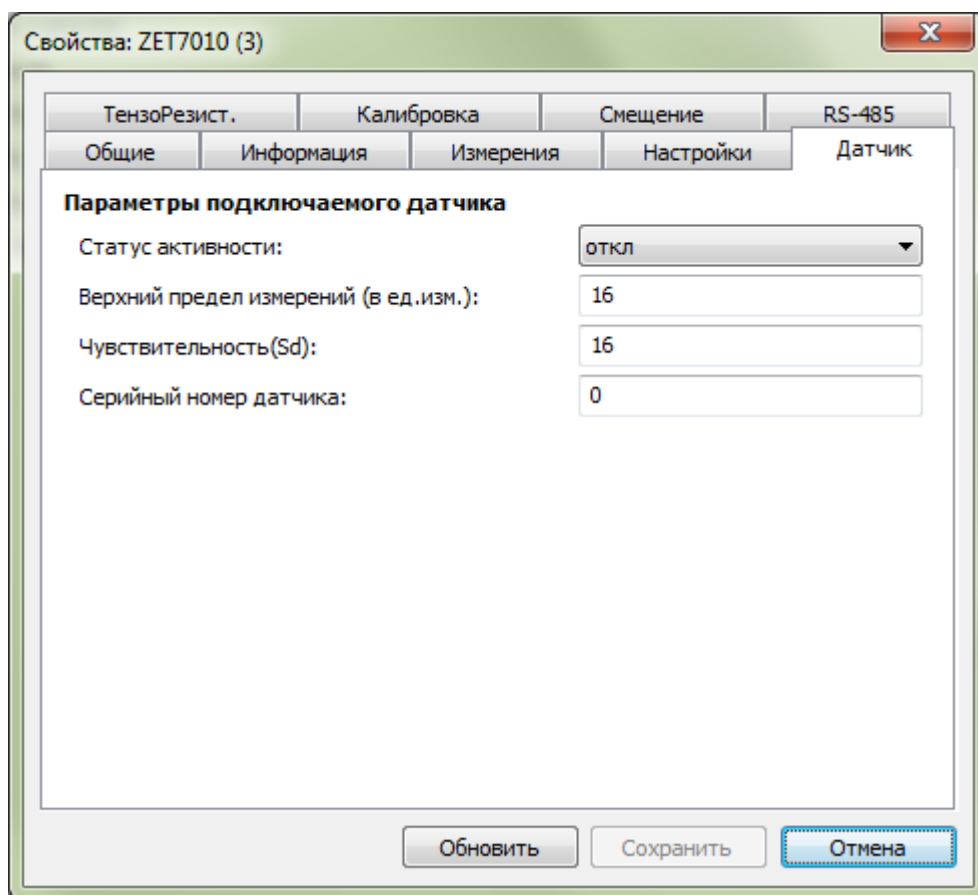 Свойства: ZET7010 (3)
ТензоРезист. Калибровка Смещение RS-485
Общие Информация Измерения Настройки Датчик
Параметры подключаемого датчика
Статус активности: откл
Верхний предел измерений (в ед.изм.): 16
Чувствительность(Sd): 16
Серийный номер датчика: 0
Обновить Сохранить Отмена